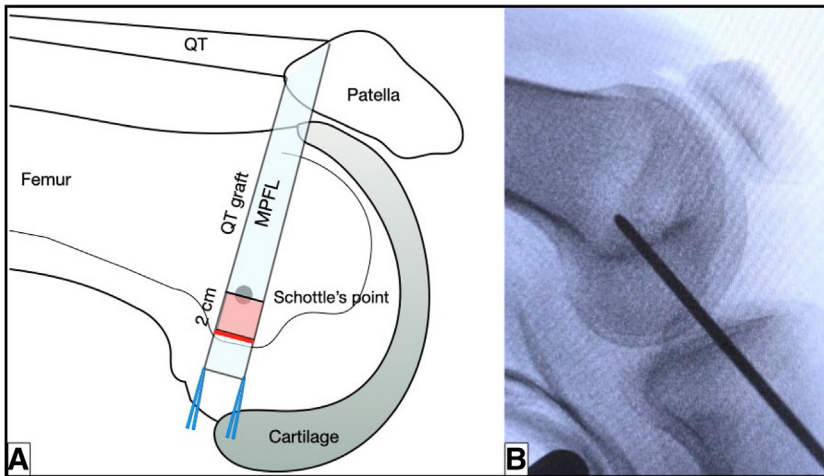 QT
Patella
Femur
QT graft
MPFL
2 cm
Schottle's point
Cartilage
A
B